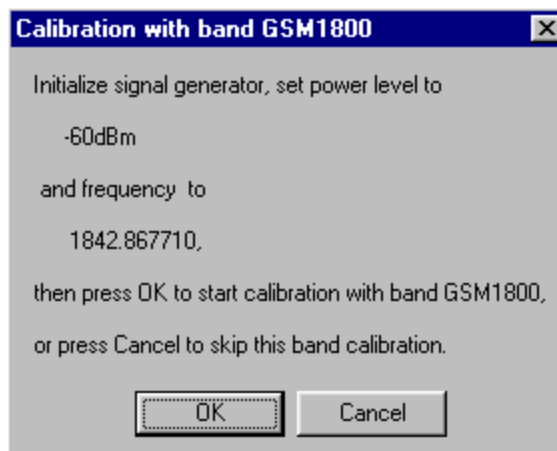 Calibration with band GSM1800
Initialize signal generator, set power level to
-60dBm
and frequency to
1842.867710,
then press OK to start calibration with band GSM1800,
or press Cancel to skip this band calibration.
OK
Cancel